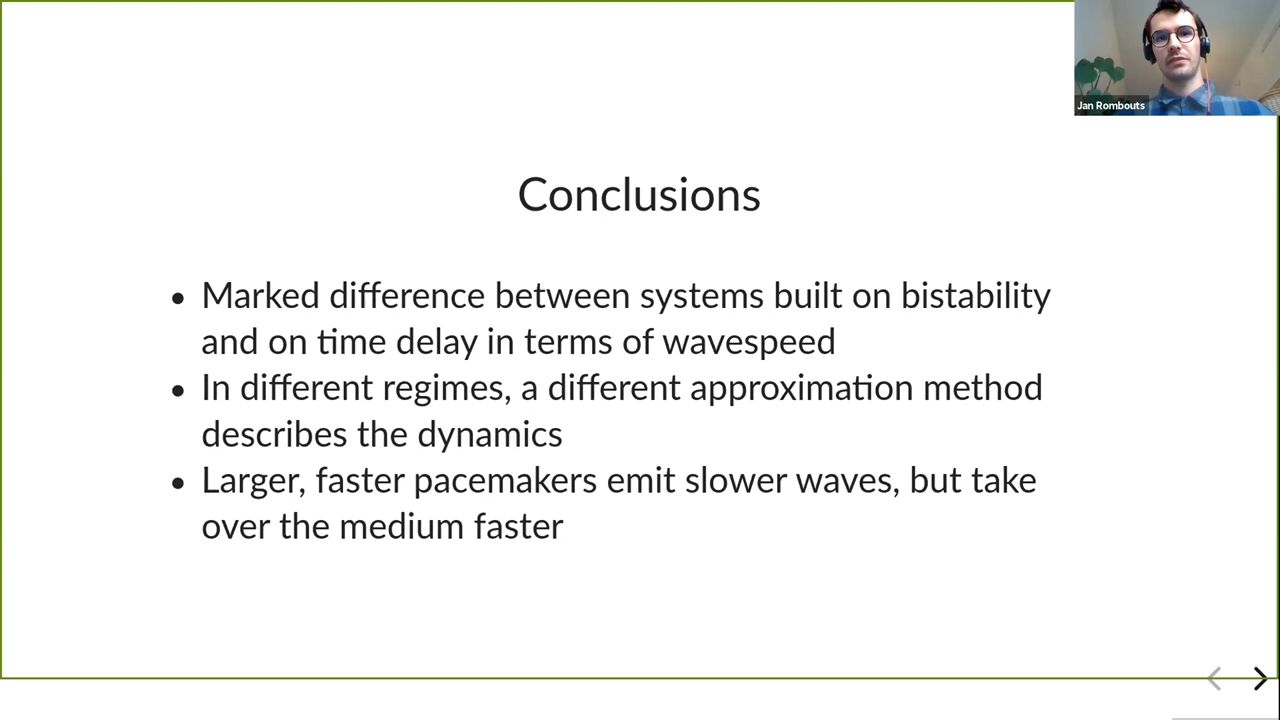 Jan Rombouts
Conclusions
• Marked difference between systems built on bistability
and on time delay in terms of wavespeed
• In different regimes, a different approximation method
describes the dynamics
• Larger, faster pacemakers emit slower waves, but take
over the medium faster